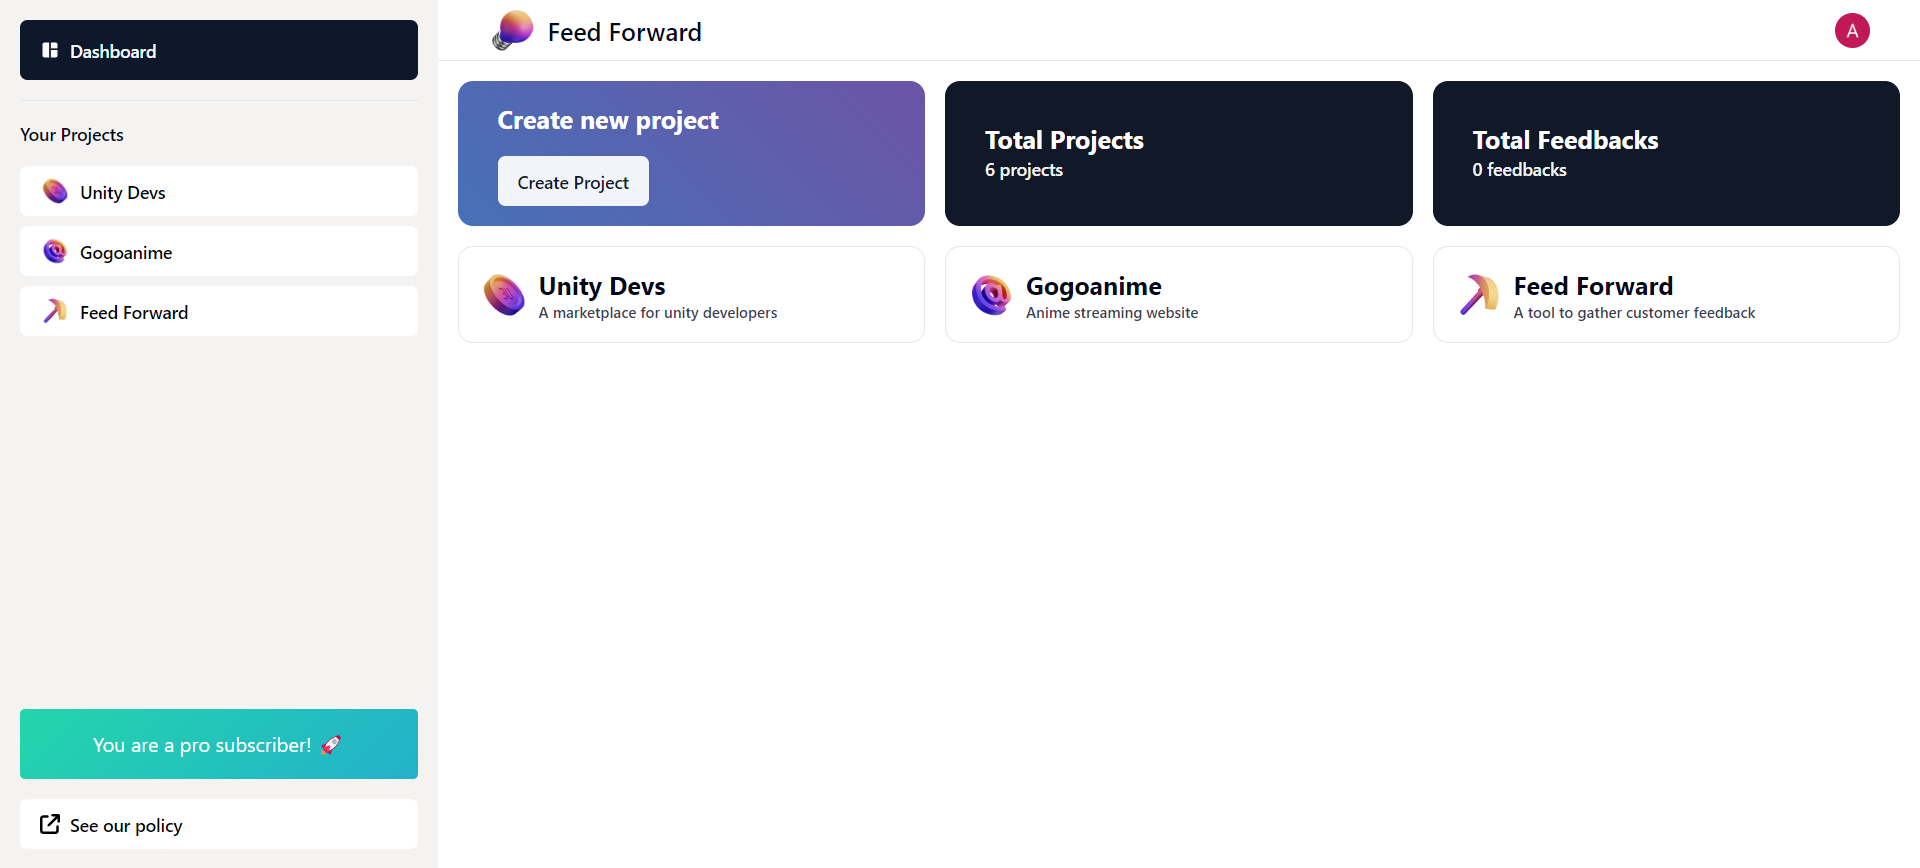 Dashboard
Your Projects
Unity Devs
Gogoanime
Feed Forward
You are a pro subscriber! 🚀
See our policy
Feed Forward
A
Create new project
Create Project
Total Projects
6 projects
Total Feedbacks
0 feedbacks
Unity Devs
A marketplace for unity developers
Gogoanime
Anime streaming website
Feed Forward
A tool to gather customer feedback